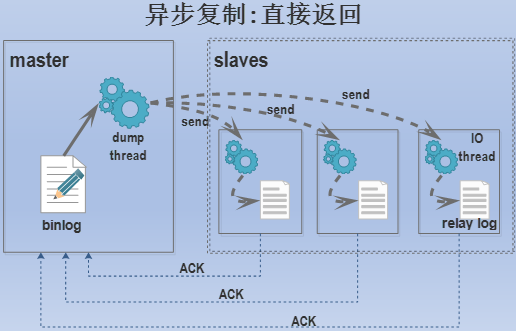 异步复制:直接返回
master
slaves
dump
thread
binlog
send
send
send
IO
thread
relay log
ACK
ACK
ACK